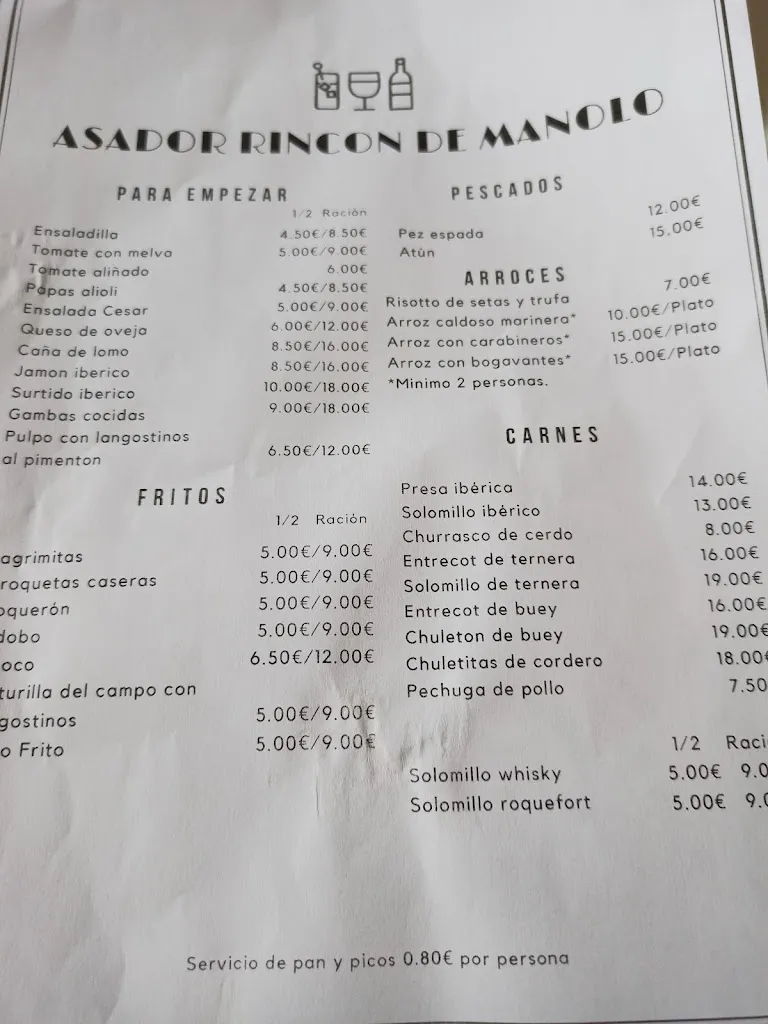 ASADOR RINCON DE MANOLO
PARA EMPEZAR
1/2 Ración
Ensaladilla 4.50€/8.50€
Tomate con melva 5.00€/9.00€
Tomate aliñado 6.00€
Papas alioli 4.50€/8.50€
Ensalada Cesar 5.00€/9.00€
Queso de oveja 6.00€/12.00€
Caña de lomo 8.50€/16.00€
Jamon iberico 8.50€/16.00€
Surtido iberico 10.00€/18.00€
Gambas cocidas 9.00€/18.00€
Pulpo con langostinos
al pimenton 6.50€/12.00€
FRITOS
1/2 Ración
agrimitas 5.00€/9.00€
roquetas caseras 5.00€/9.00€
oquerón 5.00€/9.00€
dobo 5.00€/9.00€
oco 6.50€/12.00€
turilla del campo con
gostinos 5.00€/9.00€
o Frito 5.00€/9.00€
PESCADOS
Pez espada 12.00€
Atún 15.00€
ARROCES
Risotto de setas y trufa 7.00€
Arroz caldoso marinera* 10.00€/Plato
Arroz con carabineros* 15.00€/Plato
Arroz con bogavantes* 15.00€/Plato
*Minimo 2 personas.
CARNES
Presa ibérica 14.00€
Solomillo ibérico 13.00€
Churrasco de cerdo 8.00€
Entrecot de ternera 16.00€
Solomillo de ternera 19.00€
Entrecot de buey 16.00€
Chuleton de buey 19.00€
Chuletitas de cordero 18.00€
Pechuga de pollo 7.50
1/2 Raci
Solomillo whisky 5.00€ 9.0
Solomillo roquefort 5.00€ 9.
Servicio de pan y picos 0.80€ por persona